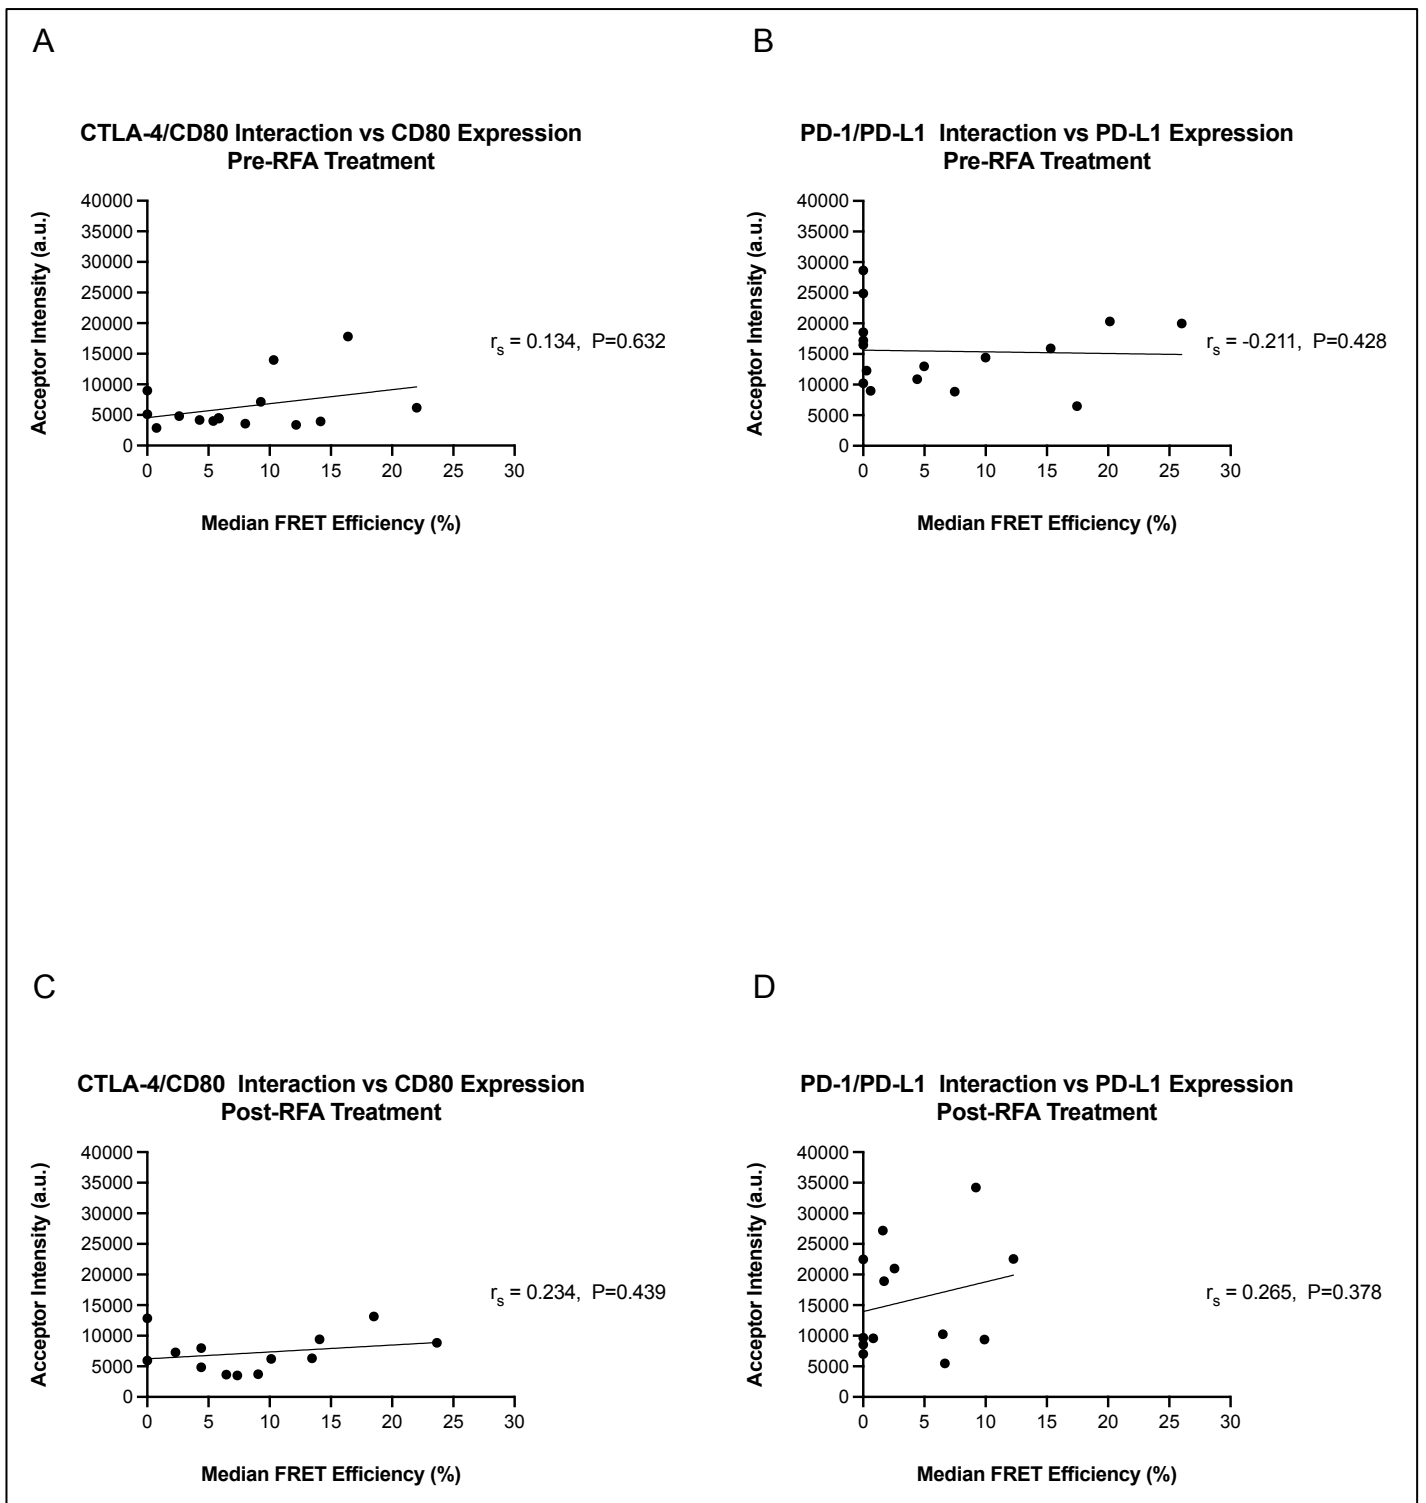 A
CTLA-4/CD80 Interaction vs CD80 Expression
Pre-RFA Treatment
40000
35000
30000
25000
20000
15000
10000
5000
0
Acceptor Intensity (a.u.)
0 5 10 15 20 25 30
Median FRET Efficiency (%)
rs = 0.134, P=0.632
B
PD-1/PD-L1 Interaction vs PD-L1 Expression
Pre-RFA Treatment
40000
35000
30000
25000
20000
15000
10000
5000
0
Acceptor Intensity (a.u.)
0 5 10 15 20 25 30
Median FRET Efficiency (%)
rs = -0.211, P=0.428
C
CTLA-4/CD80 Interaction vs CD80 Expression
Post-RFA Treatment
40000
35000
30000
25000
20000
15000
10000
5000
0
Acceptor Intensity (a.u.)
0 5 10 15 20 25 30
Median FRET Efficiency (%)
rs = 0.234, P=0.439
D
PD-1/PD-L1 Interaction vs PD-L1 Expression
Post-RFA Treatment
40000
35000
30000
25000
20000
15000
10000
5000
0
Acceptor Intensity (a.u.)
0 5 10 15 20 25 30
Median FRET Efficiency (%)
rs = 0.265, P=0.378